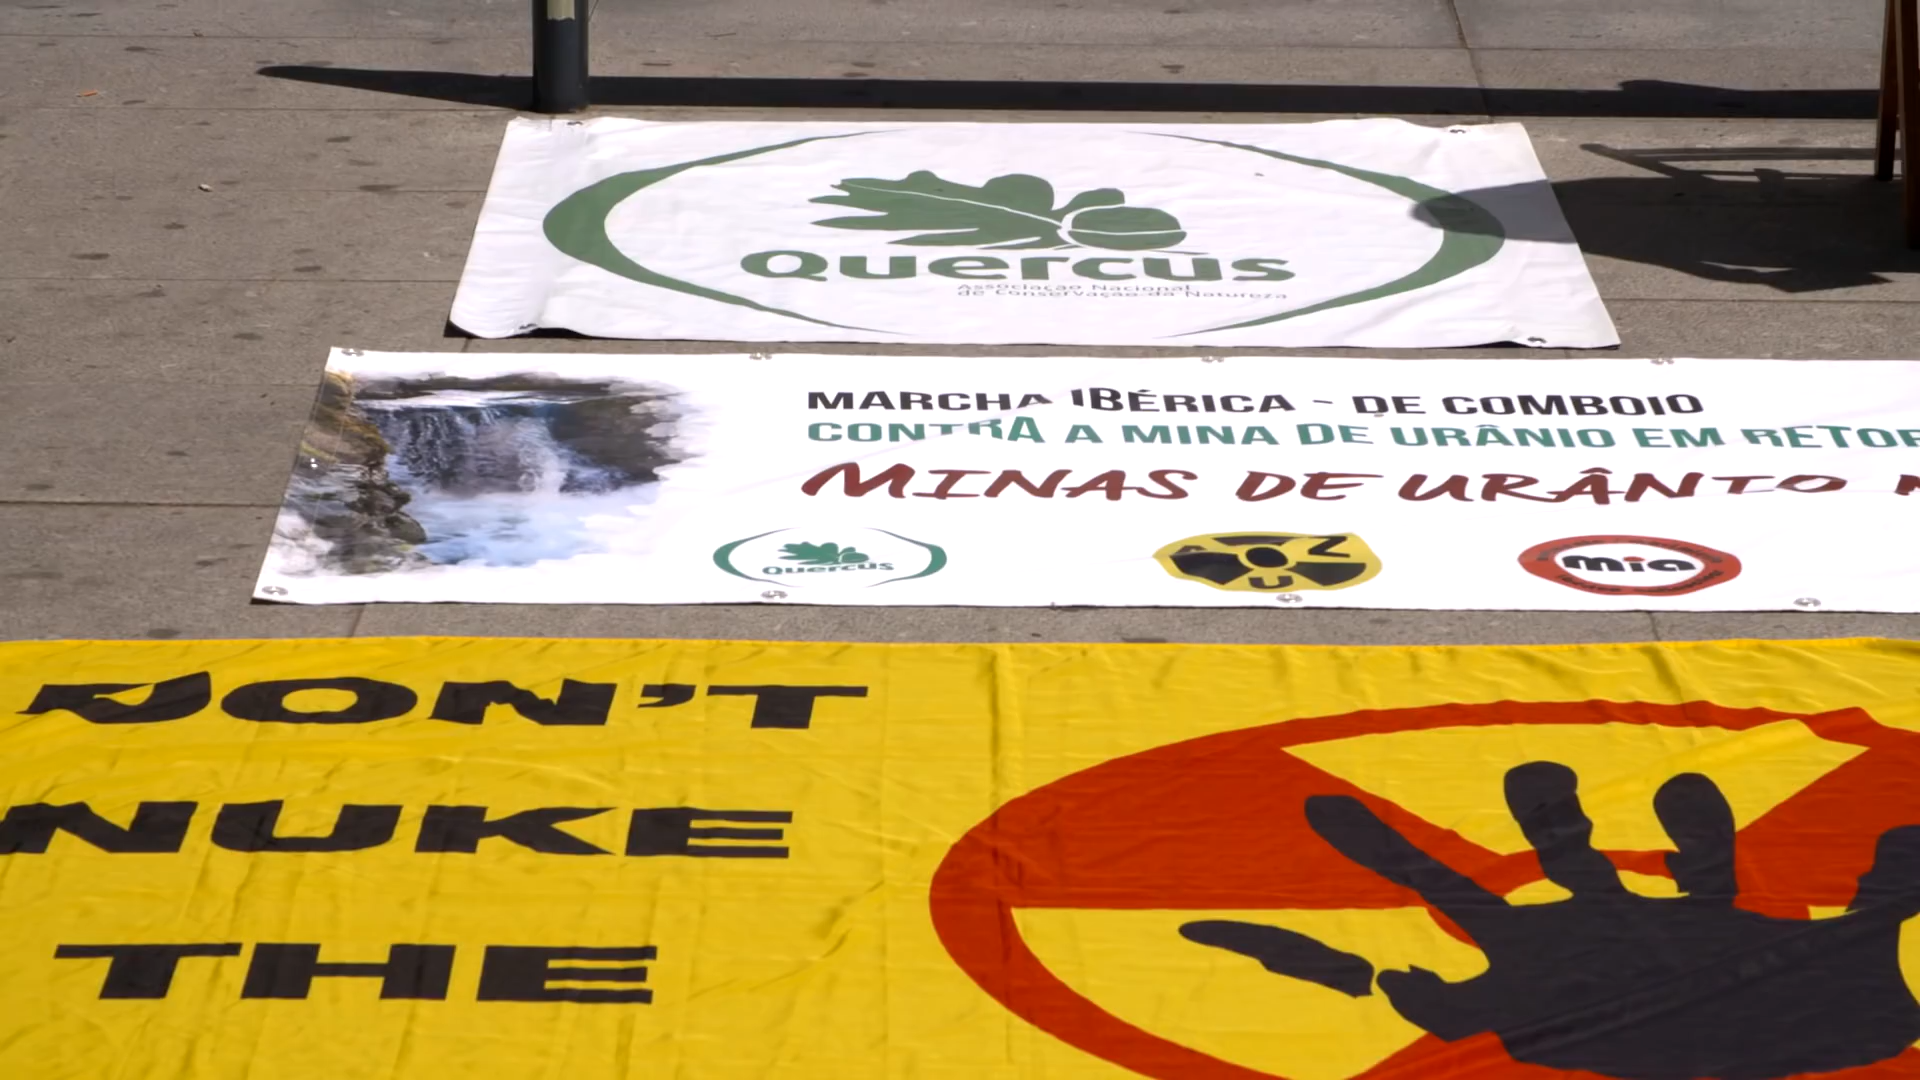 Quercus
Associação Nacional
de Conservação da Natureza
MARCHA IBÉRICA - DE COMBOIO
CONTRA A MINA DE URÂNIO EM RETOR
MINAS DE URÂNIO
Quercus
A Z
O
U
mia
DON'T
NUKE
THE